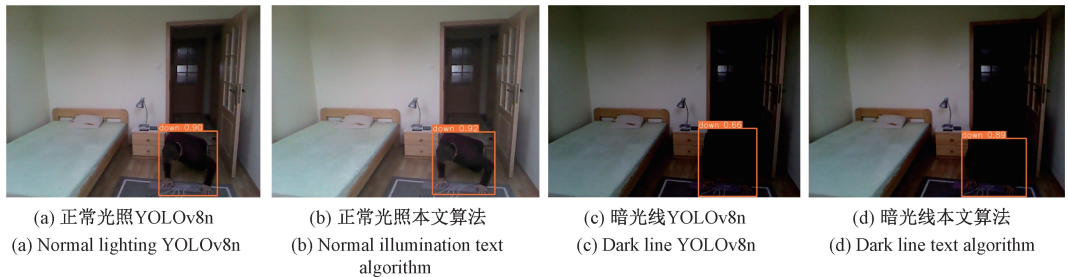 down 0.90
down 0.92
down 0.66
down 0.89
(a) 正常光照YOLOv8n
(b) 正常光照本文算法
(c) 暗光线YOLOv8n
(d) 暗光线本文算法
(a) Normal lighting YOLOv8n
(b) Normal illumination text
algorithm
(c) Dark line YOLOv8n
(d) Dark line text algorithm